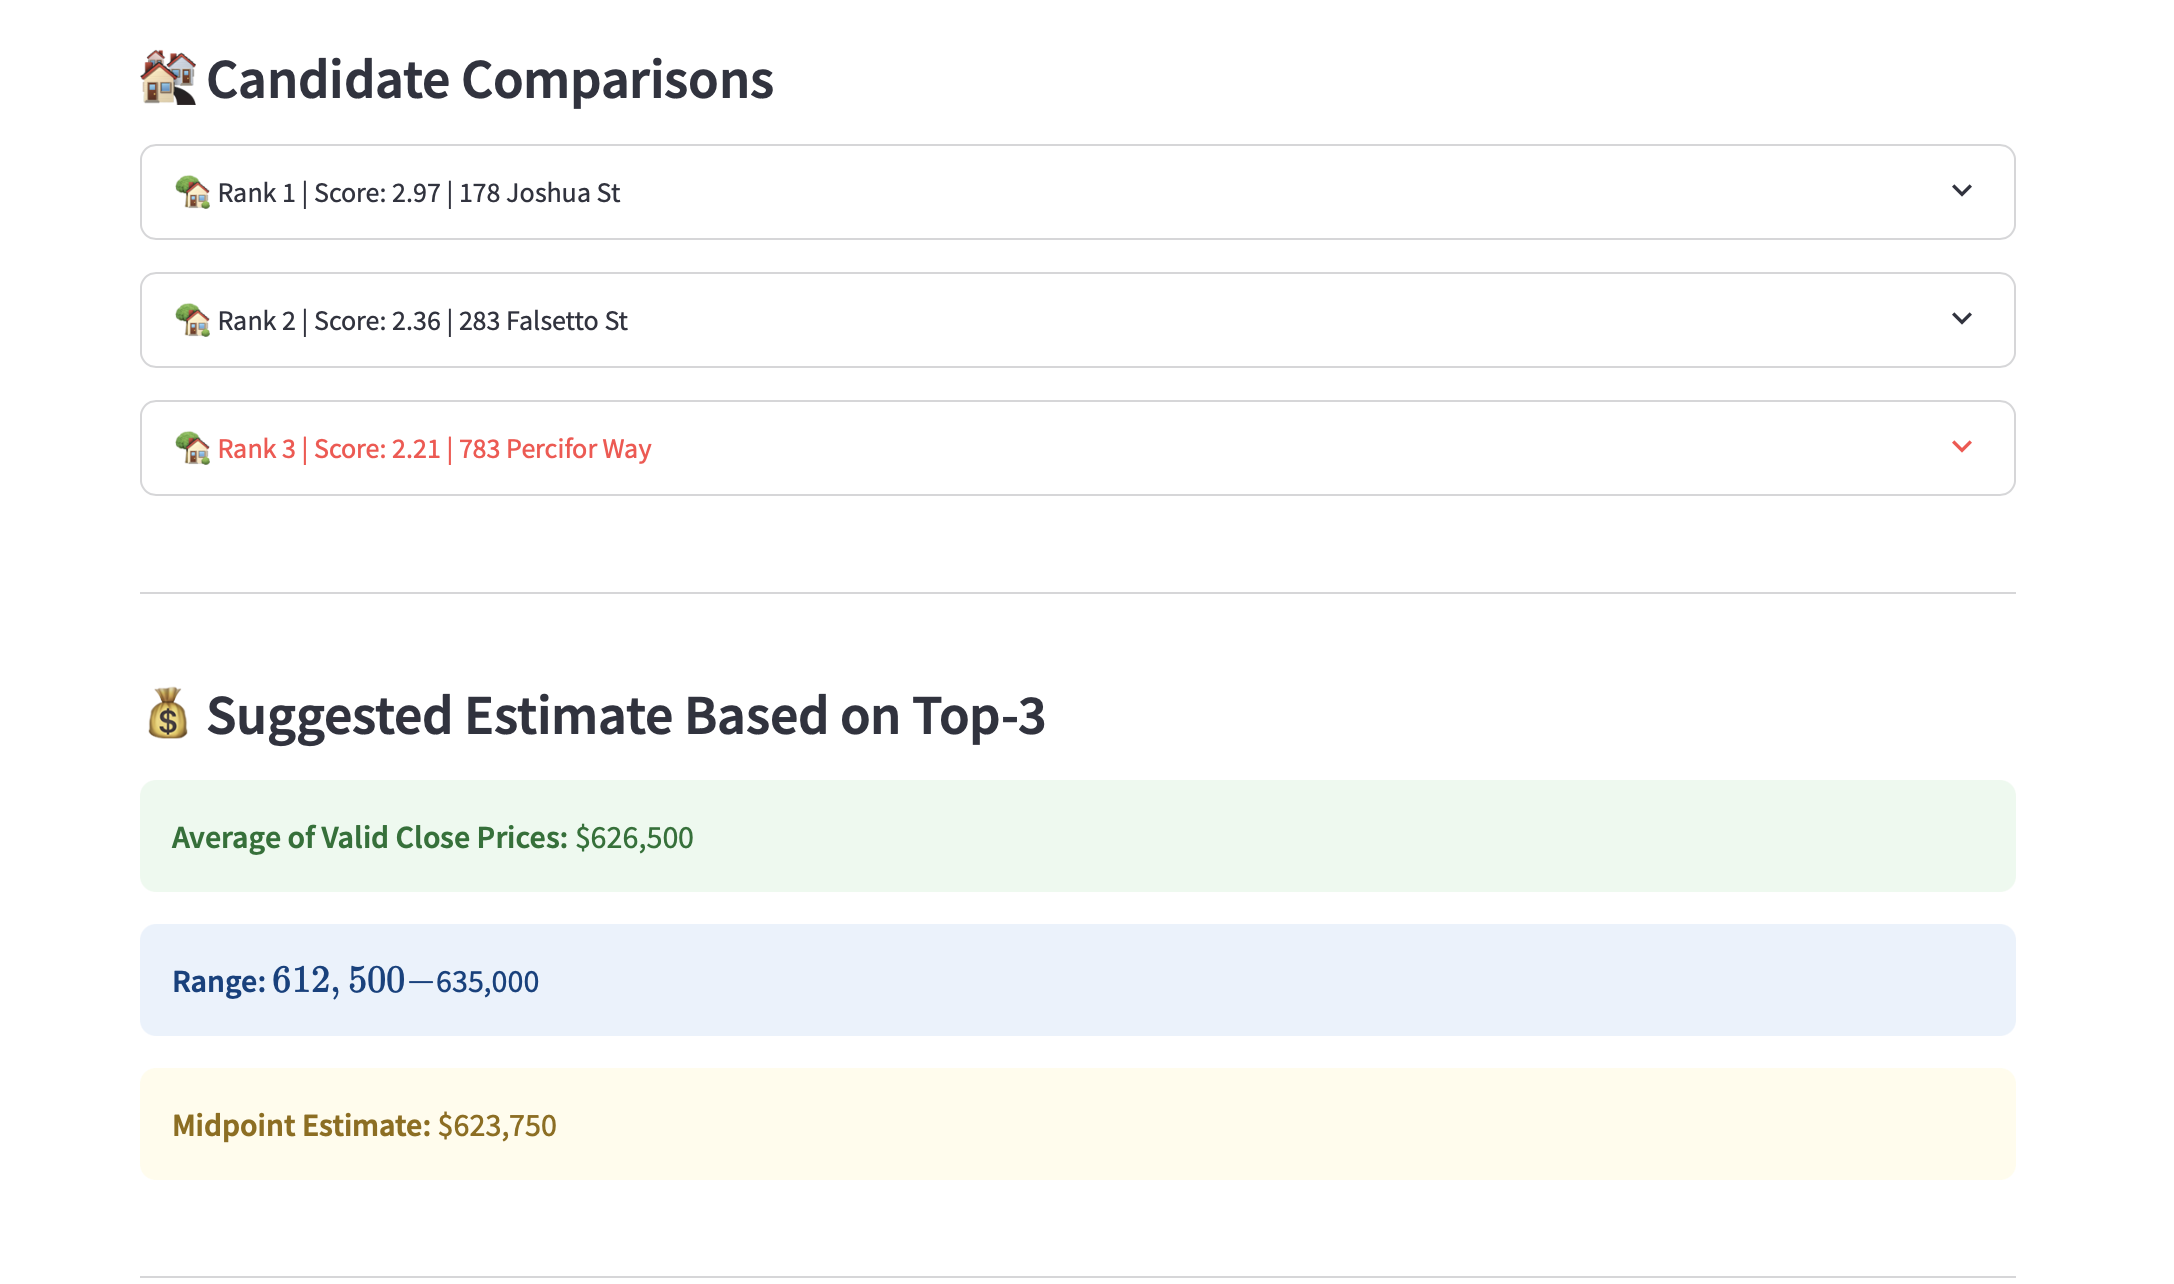 🏘️ Candidate Comparisons
🏡 Rank 1 | Score: 2.97 | 178 Joshua St
🏡 Rank 2 | Score: 2.36 | 283 Falsetto St
🏡 Rank 3 | Score: 2.21 | 783 Percifor Way
💰 Suggested Estimate Based on Top-3
Average of Valid Close Prices: $626,500
Range: 612, 500—635,000
Midpoint Estimate: $623,750